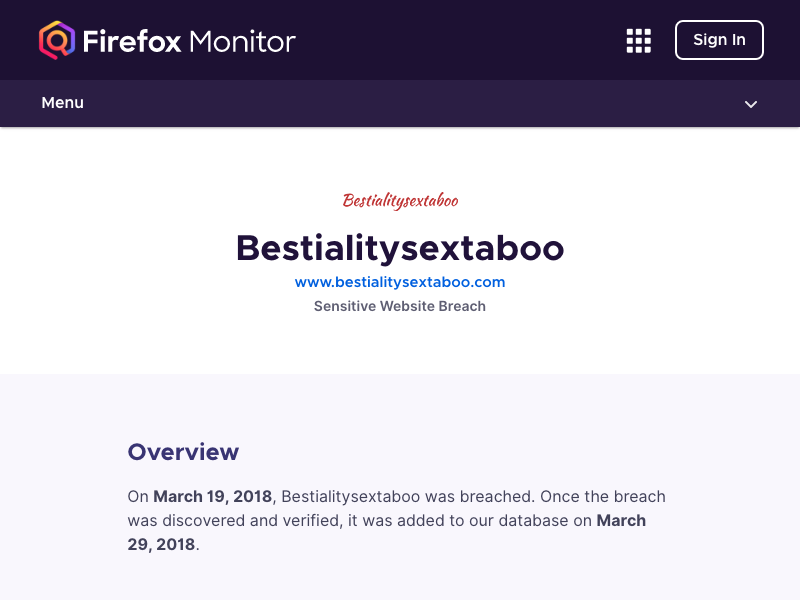 Firefox Monitor
Sign In
Menu
Bestialitysextaboo
Bestialitysextaboo
www.bestialitysextaboo.com
Sensitive Website Breach
Overview
On March 19, 2018, Bestialitysextaboo was breached. Once the breach
was discovered and verified, it was added to our database on March
29, 2018.